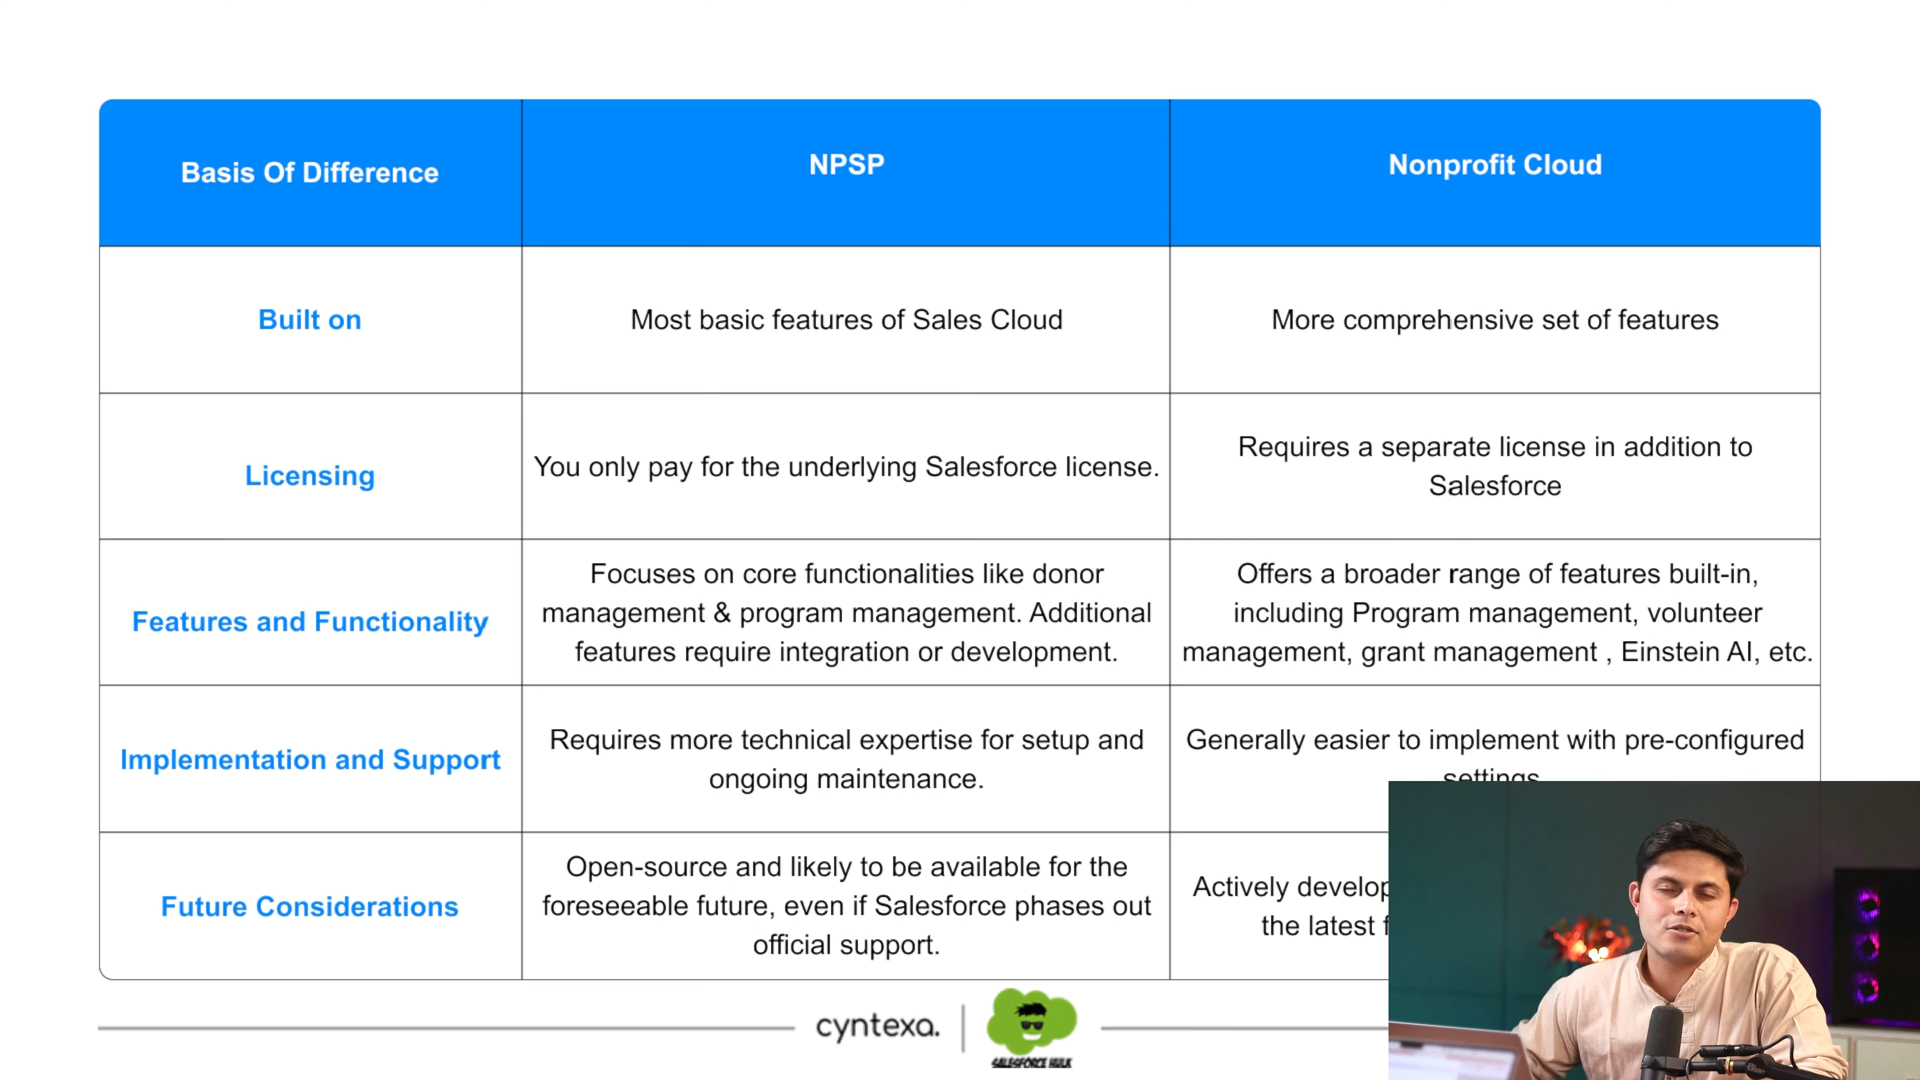 Basis Of Difference
NPSP
Nonprofit Cloud
Built on
Most basic features of Sales Cloud
More comprehensive set of features
Licensing
You only pay for the underlying Salesforce license.
Requires a separate license in addition to
Salesforce
Features and Functionality
Focuses on core functionalities like donor
management & program management. Additional
features require integration or development.
Offers a broader range of features built-in,
including Program management, volunteer
management, grant management , Einstein AI, etc.
Implementation and Support
Requires more technical expertise for setup and
ongoing maintenance.
Generally easier to implement with pre-configured
settings
Future Considerations
Open-source and likely to be available for the
foreseeable future, even if Salesforce phases out
official support.
Actively develop
the latest f
cyntexa.
SALESFORCE HULK